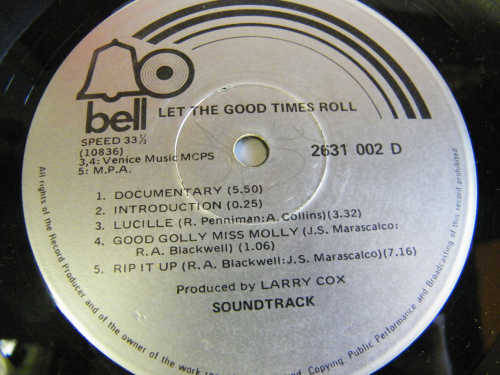 bell
LET THE GOOD TIMES ROLL
SPEED 33⅓
(10836)
3,4: Venice Music MCPS
5: M.P.A.
2631 002 D
1. DOCUMENTARY (5.50)
2. INTRODUCTION (0.25)
3. LUCILLE (R. Penniman: A. Collins)(3.32)
4. GOOD GOLLY MISS MOLLY (J.S. Marascalco:
R.A. Blackwell) (1.06)
5. RIP IT UP (R.A. Blackwell: J.S. Marascalco)(7.16)
Produced by LARRY COX
SOUNDTRACK
All rights of the Record Producer and of the owner of the work reserved. Copying, Public Performance and Broadcasting of this record prohibited